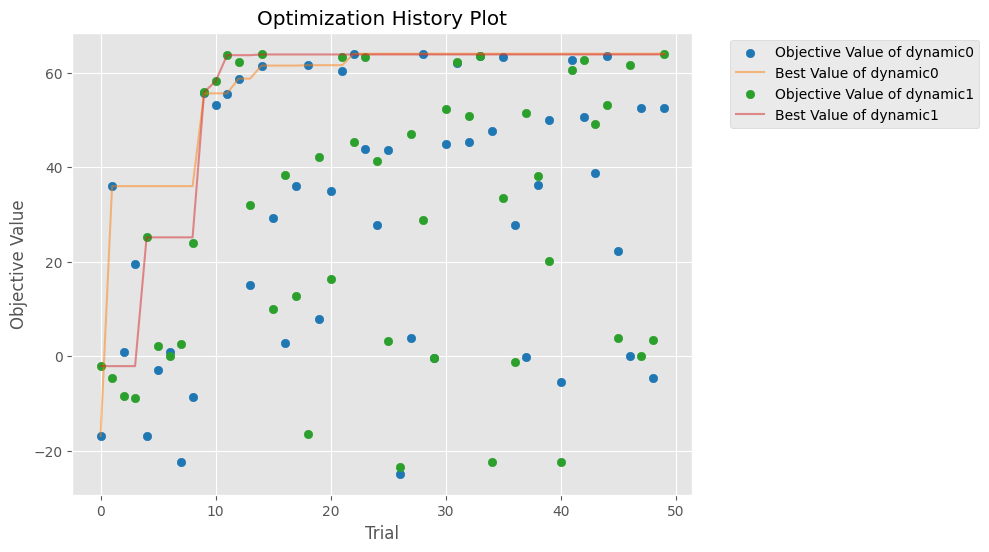 Optimization History Plot
Objective Value of dynamic0
Best Value of dynamic0
Objective Value of dynamic1
Best Value of dynamic1
Objective Value
60
40
20
0
−20
0 10 20 30 40 50
Trial